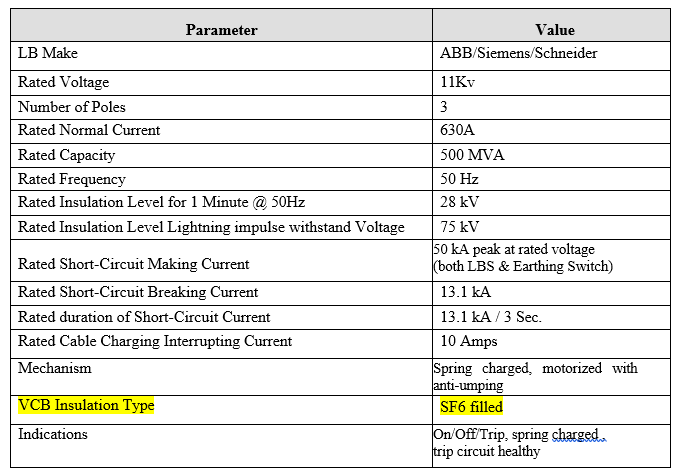 Parameter Value
LB Make ABB/Siemens/Schneider
Rated Voltage 11Kv
Number of Poles 3
Rated Normal Current 630A
Rated Capacity 500 MVA
Rated Frequency 50 Hz
Rated Insulation Level for 1 Minute @ 50Hz 28 kV
Rated Insulation Level Lightning impulse withstand Voltage 75 kV
Rated Short-Circuit Making Current 50 kA peak at rated voltage
(both LBS & Earthing Switch)
Rated Short-Circuit Breaking Current 13.1 kA
Rated duration of Short-Circuit Current 13.1 kA / 3 Sec.
Rated Cable Charging Interrupting Current 10 Amps
Mechanism Spring charged, motorized with
anti-umping
VCB Insulation Type SF6 filled
Indications On/Off/Trip, spring charged ,
trip circuit healthy